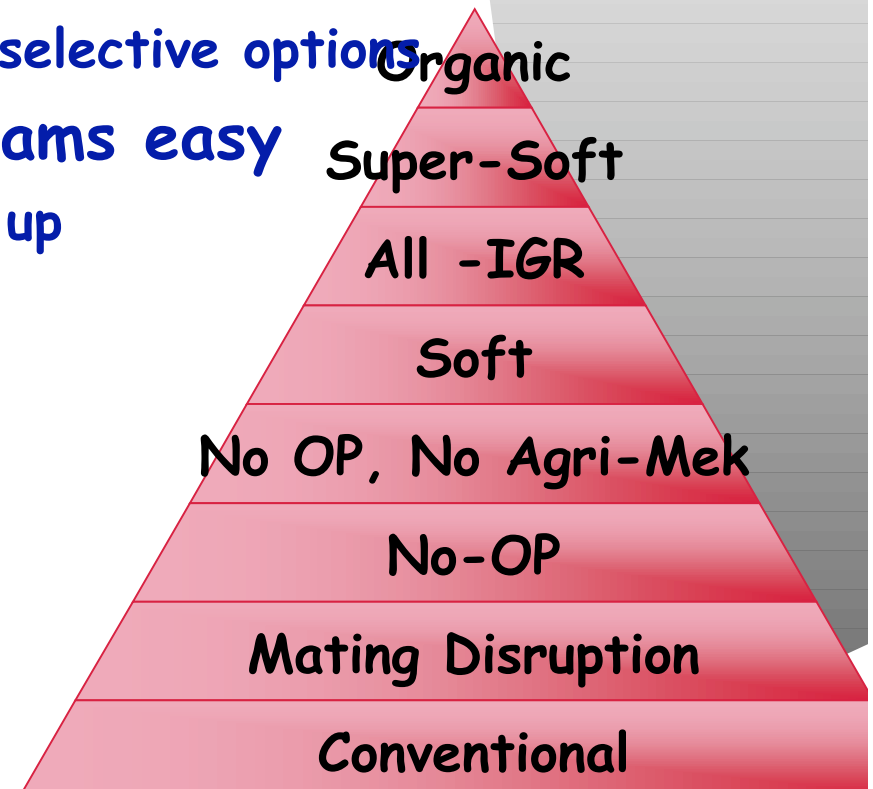 selective options
Organic
ams easy
Super-Soft
up
All -IGR
Soft
No OP, No Agri-Mek
No-OP
Mating Disruption
Conventional